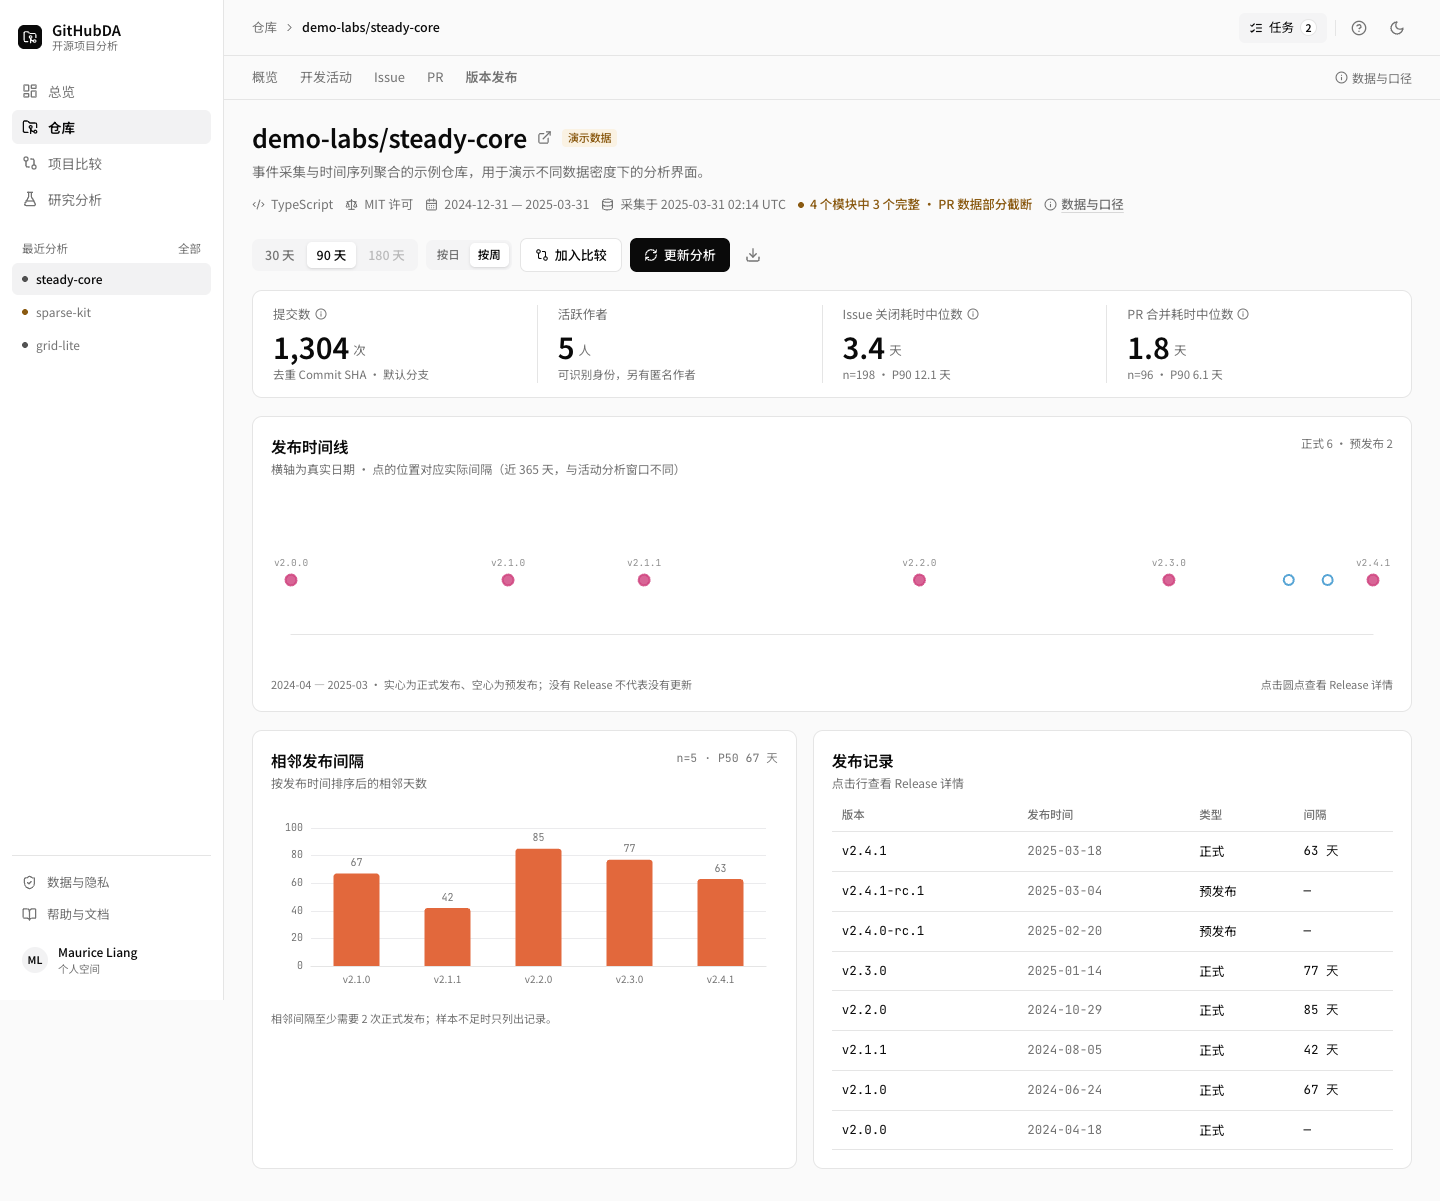 GitHubDA
开源项目分析
总览
仓库
项目比较
研究分析
最近分析 全部
steady-core
sparse-kit
grid-lite
数据与隐私
帮助与文档
ML
Maurice Liang
个人空间
仓库 demo-labs/steady-core
任务 2
概览 开发活动 Issue PR 版本发布
数据与口径
demo-labs/steady-core 演示数据
事件采集与时间序列聚合的示例仓库，用于演示不同数据密度下的分析界面。
TypeScript MIT 许可 2024-12-31 — 2025-03-31 采集于 2025-03-31 02:14 UTC 4 个模块中 3 个完整 · PR 数据部分截断 数据与口径
30 天 90 天 180 天 按日 按周 加入比较 更新分析
提交数
1,304 次
去重 Commit SHA · 默认分支
活跃作者
5 人
可识别身份，另有匿名作者
Issue 关闭耗时中位数
3.4 天
n=198 · P90 12.1 天
PR 合并耗时中位数
1.8 天
n=96 · P90 6.1 天
发布时间线
正式 6 · 预发布 2
横轴为真实日期 · 点的位置对应实际间隔（近 365 天，与活动分析窗口不同）
v2.0.0 v2.1.0 v2.1.1 v2.2.0 v2.3.0 v2.4.1
2024-04 — 2025-03 · 实心为正式发布、空心为预发布；没有 Release 不代表没有更新
点击圆点查看 Release 详情
相邻发布间隔
n=5 · P50 67 天
按发布时间排序后的相邻天数
100
80
60
40
20
0
67 42 85 77 63
v2.1.0 v2.1.1 v2.2.0 v2.3.0 v2.4.1
相邻间隔至少需要 2 次正式发布；样本不足时只列出记录。
发布记录
点击行查看 Release 详情
版本 发布时间 类型 间隔
v2.4.1 2025-03-18 正式 63 天
v2.4.1-rc.1 2025-03-04 预发布 —
v2.4.0-rc.1 2025-02-20 预发布 —
v2.3.0 2025-01-14 正式 77 天
v2.2.0 2024-10-29 正式 85 天
v2.1.1 2024-08-05 正式 42 天
v2.1.0 2024-06-24 正式 67 天
v2.0.0 2024-04-18 正式 —